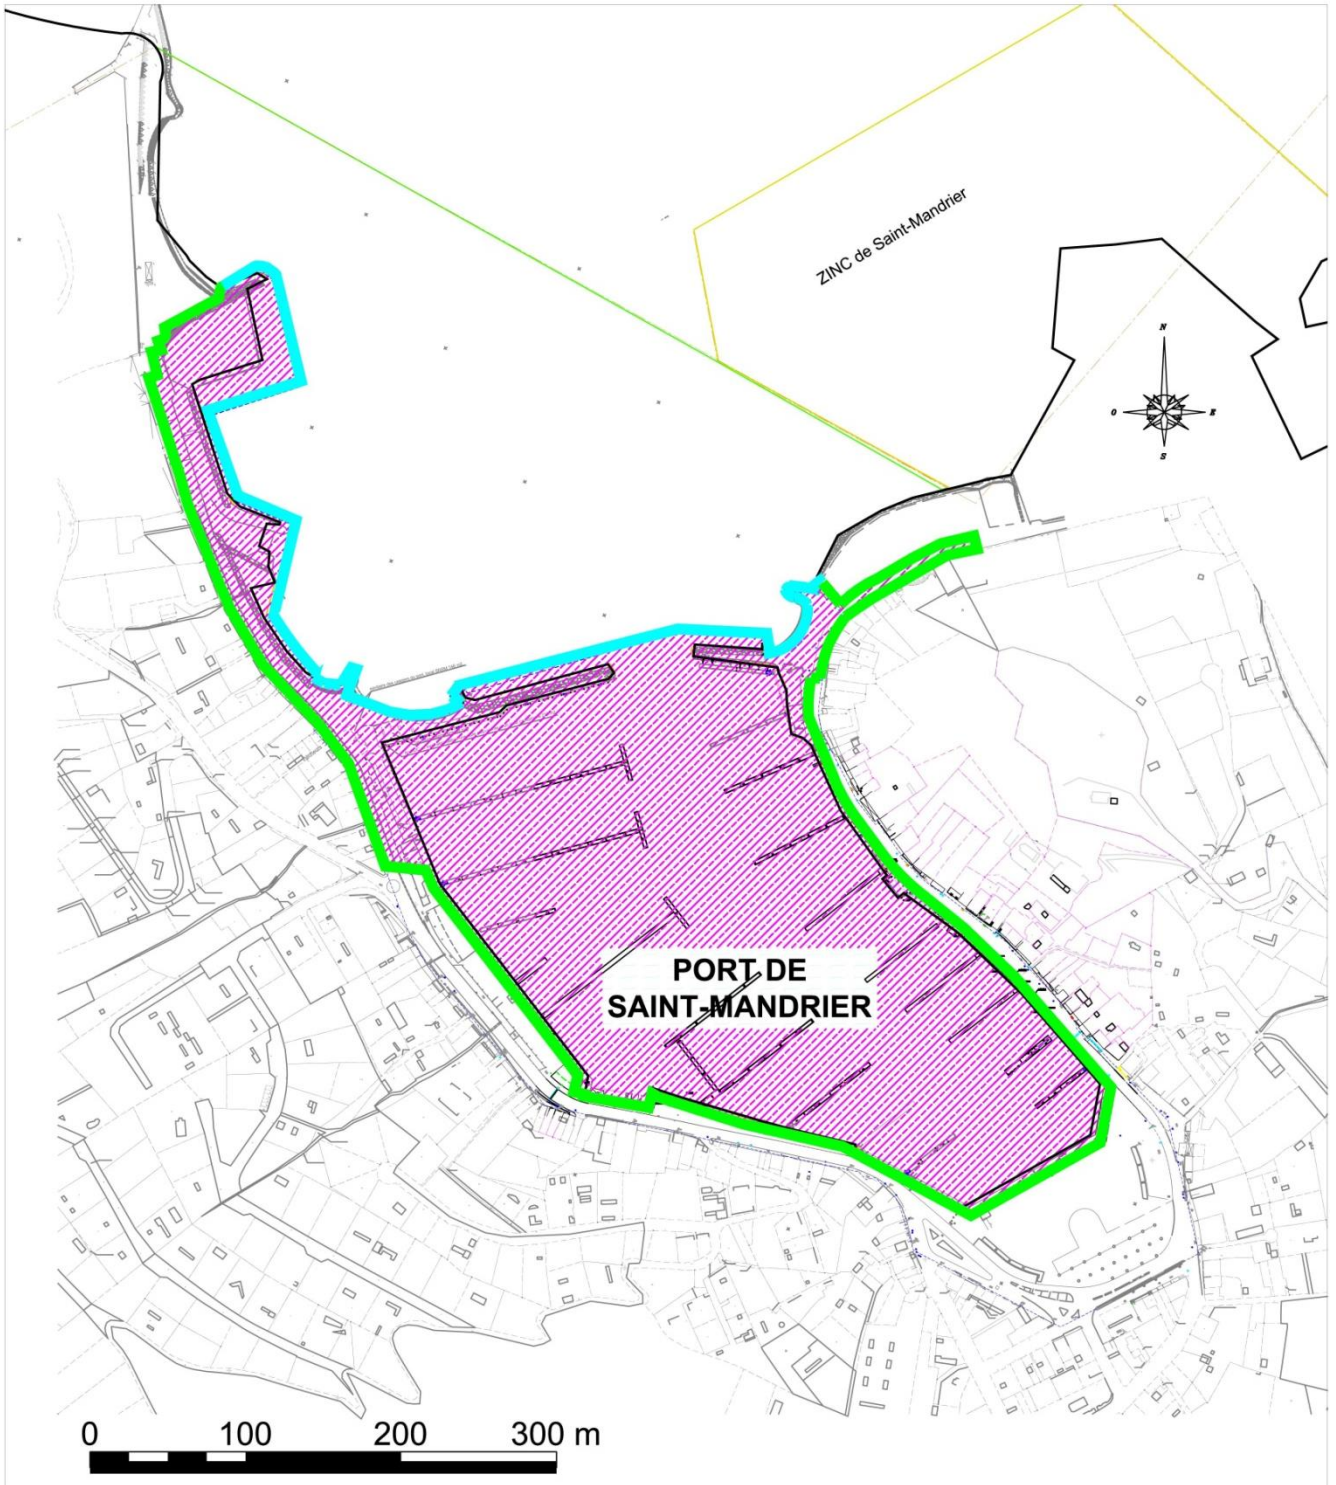 ZINC de Saint-Mandrier
N
O
E
S
PORT DE
SAINT-MANDRIER
0 100 200 300 m